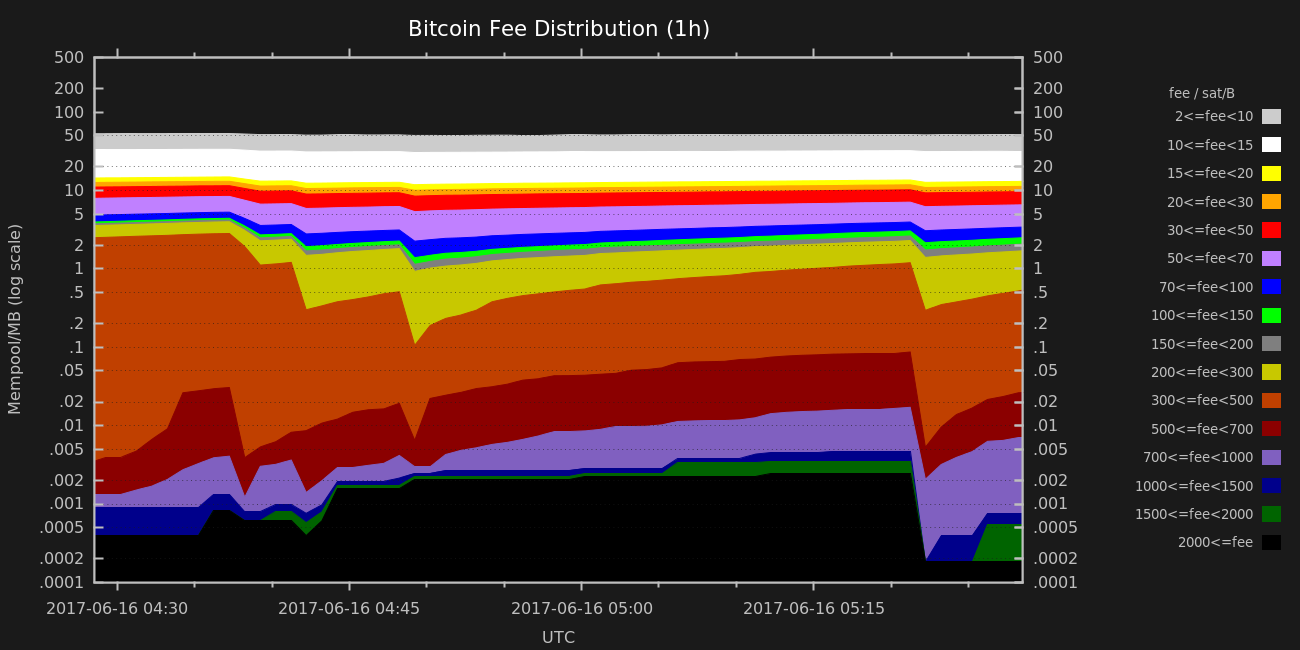 Bitcoin Fee Distribution (1h)
500 500
200 200
100 100
50 50
20 20
10 10
5 5
2 2
1 1
.5 .5
.2 .2
.1 .1
.05 .05
.02 .02
.01 .01
.005 .005
.002 .002
.001 .001
.0005 .0005
.0002 .0002
.0001 .0001
Mempool/MB (log scale)
2017-06-16 04:30 2017-06-16 04:45 2017-06-16 05:00 2017-06-16 05:15
UTC
fee / sat/B
2<=fee<10
10<=fee<15
15<=fee<20
20<=fee<30
30<=fee<50
50<=fee<70
70<=fee<100
100<=fee<150
150<=fee<200
200<=fee<300
300<=fee<500
500<=fee<700
700<=fee<1000
1000<=fee<1500
1500<=fee<2000
2000<=fee